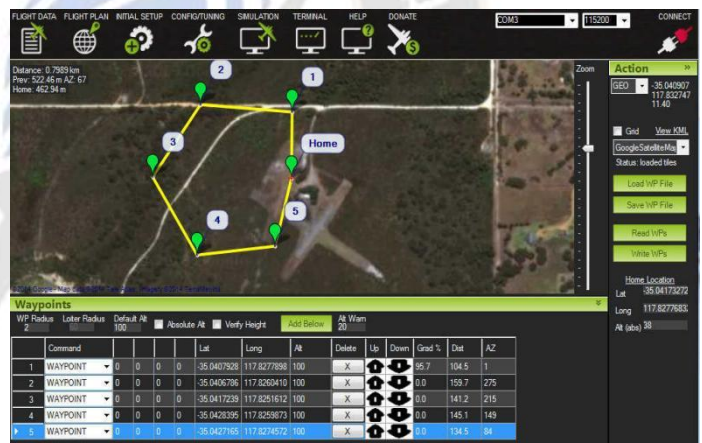 FLIGHT DATA FLIGHT PLAN INITIAL SETUP CONFIG/TUNING SIMULATION TERMINAL HELP DONATE COM3 115200 CONNECT
Distance: 0.7989 km
Prev: 522.46 m AZ: 67
Home: 462.94 m
2
1
3
Home
5
4
Zoom
Action
GEO -35.040907
117.832747
11.40
Grid View KML
GoogleSatelliteMap
Status: loaded tiles
Load WP File
Save WP File
Read WPs
Write WPs
Home Location
Lat -35.04173272
Long 117.8277683
Alt (abs) 38
Waypoints
WP Radius Loiter Radius Default Alt Alt Warn
2 100 Absolute Alt Verify Height Add Below 20
Command Lat Long Alt Delete Up Down Grad % Dist AZ
1 WAYPOINT 0 0 0 0 -35.0407928 117.8277898 100 X 95.7 104.5 1
2 WAYPOINT 0 0 0 0 -35.0406786 117.8260410 100 X 0.0 159.7 275
3 WAYPOINT 0 0 0 0 -35.0417239 117.8251612 100 X 0.0 141.2 215
4 WAYPOINT 0 0 0 0 -35.0428395 117.8259873 100 X 0.0 145.1 149
5 WAYPOINT 0 0 0 0 -35.0427165 117.8274572 100 X 0.0 134.5 84